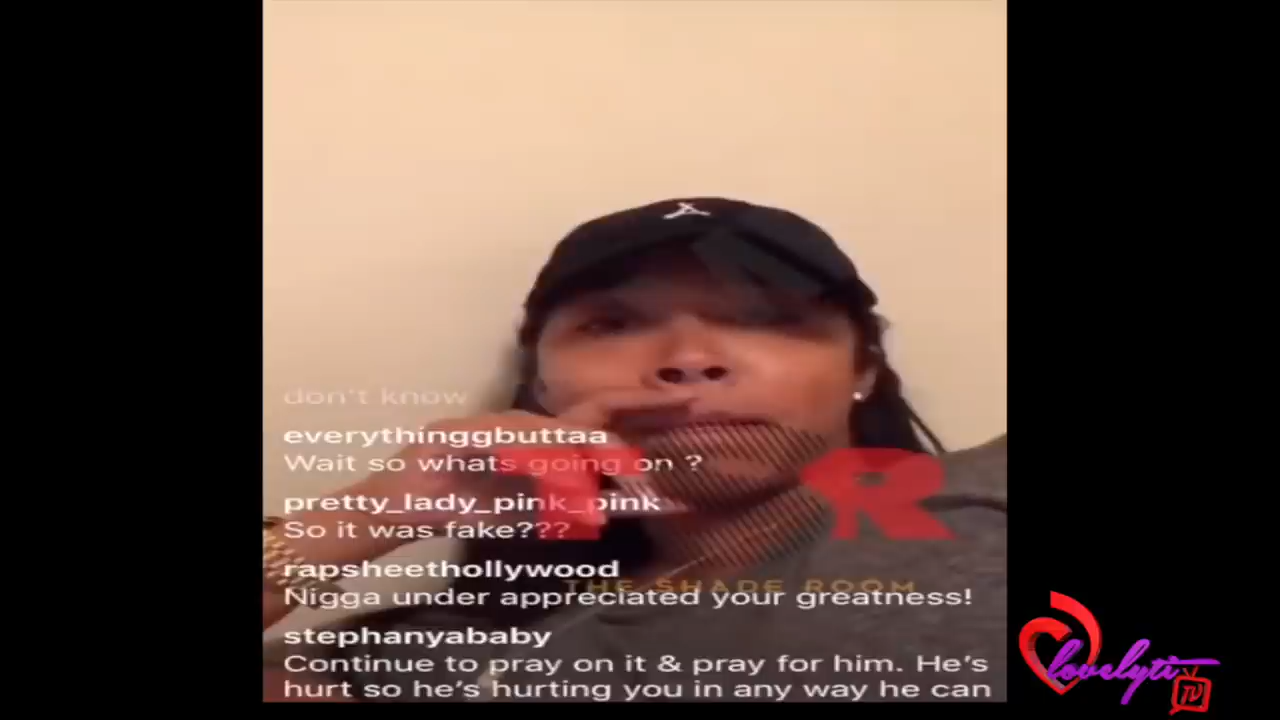 don't know
everythinggbuttaa
Wait so whats going on ?
pretty_lady_pink_pink
So it was fake???
rapsheethollywood
THE SHADE ROOM
Nigga under appreciated your greatness!
stephanyababy
Continue to pray on it & pray for him. He's
hurt so he's hurting you in any way he can
T R
lovelyti
TV